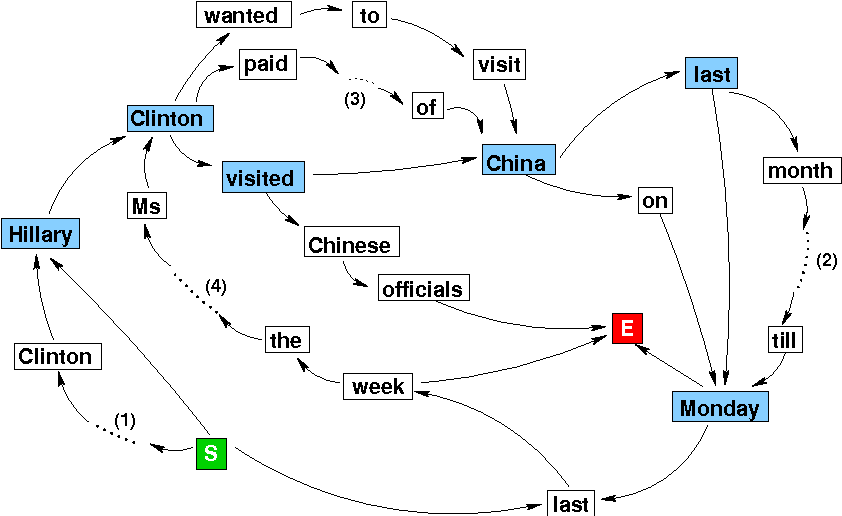 wanted
to
paid
visit
(3)
of
last
Clinton
China
month
visited
Ms
on
Hillary
Chinese
(2)
(4)
officials
E
the
till
Clinton
week
Monday
(1)
S
last